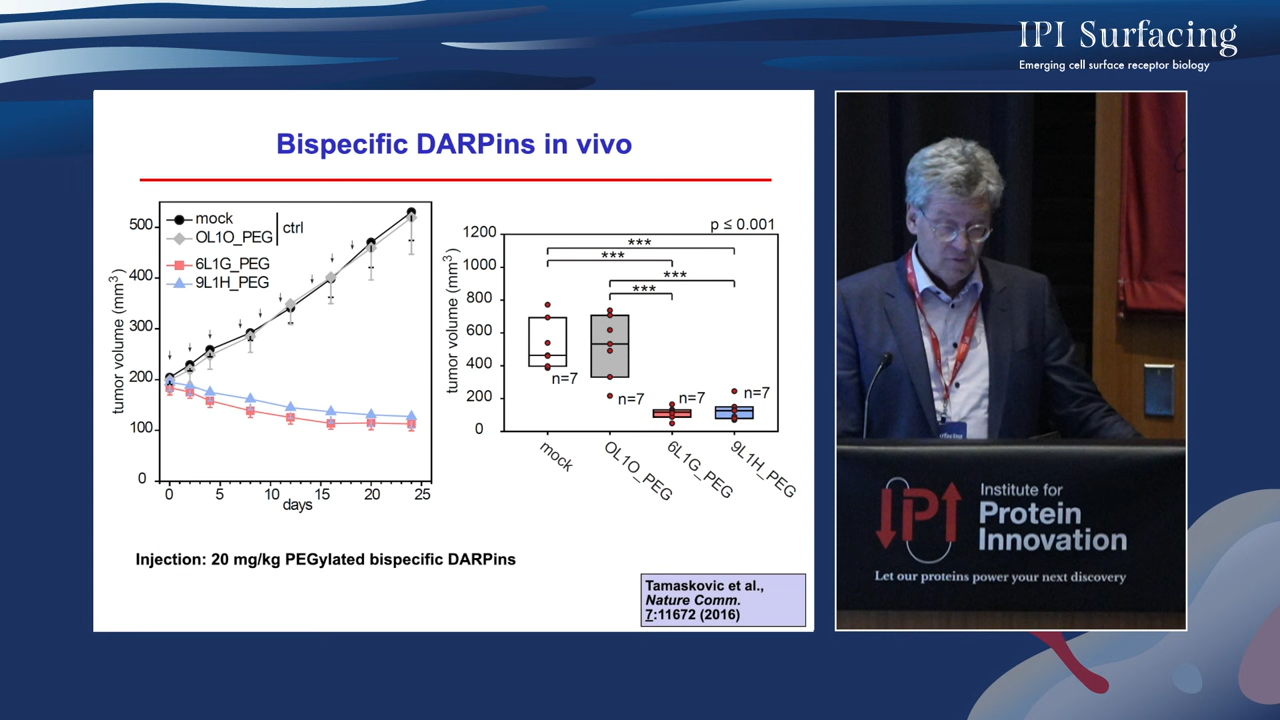 IPI Surfacing
Emerging cell surface receptor biology
Bispecific DARPins in vivo
mock
OL1O_PEG
ctrl
6L1G_PEG
9L1H_PEG
tumor volume (mm3)
500
400
300
200
100
0
0 5 10 15 20 25
days
p ≤ 0.001
tumor volume (mm3)
1200
1000
800
600
400
200
0
***
***
***
***
n=7
n=7
n=7
n=7
mock
OL1O_PEG
6L1G_PEG
9L1H_PEG
Injection: 20 mg/kg PEGylated bispecific DARPins
Tamaskovic et al.,
Nature Comm.
7:11672 (2016)
IPI
Institute for
Protein
Innovation
Let our proteins power your next discovery